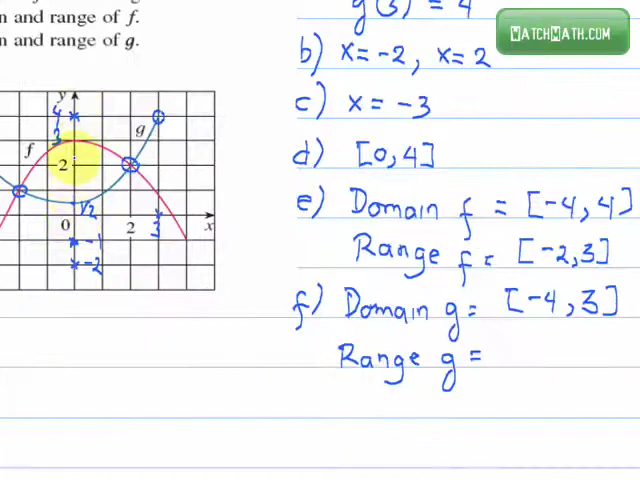 n and range of f.
n and range of g.
g(3) = 4
MATCHMATH.COM
b) x = -2, x = 2
c) x = -3
d) [0,4]
e) Domain f = [-4,4]
Range f = [-2,3]
f) Domain g = [-4,3]
Range g =
y
4
3
f
g
2
1/2
0
2
3
x
-1
-2